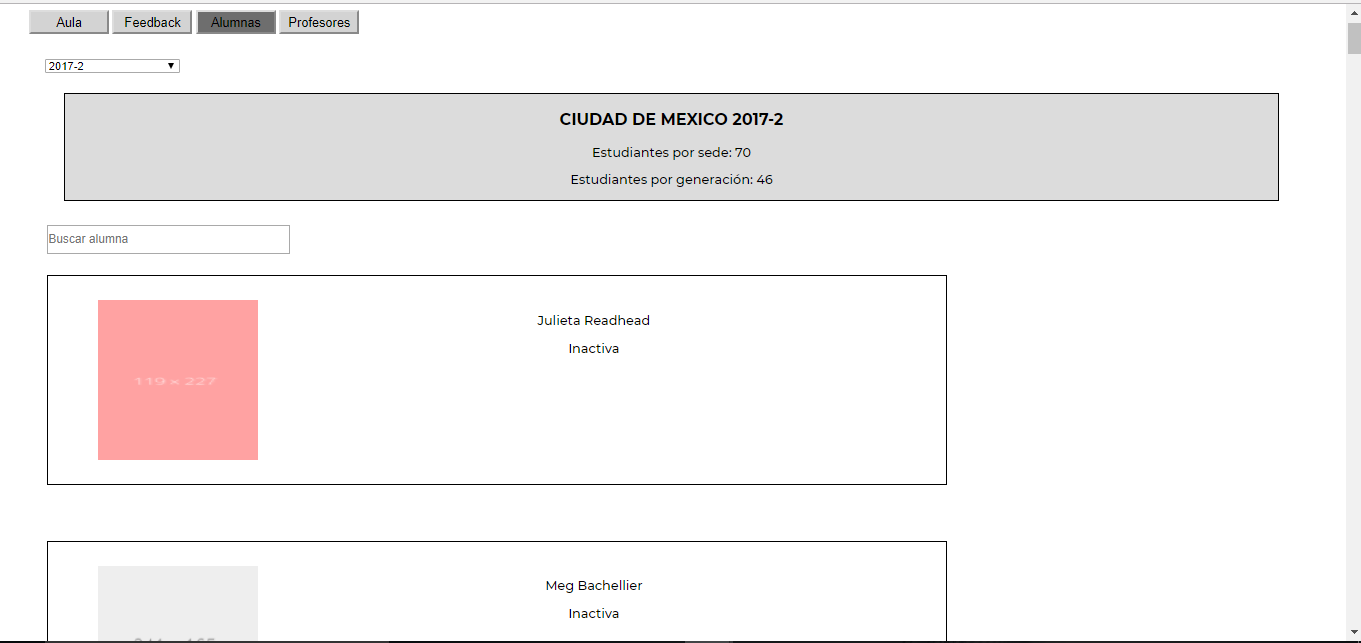 Aula Feedback Alumnas Profesores
2017-2
CIUDAD DE MEXICO 2017-2
Estudiantes por sede: 70
Estudiantes por generación: 46
Buscar alumna
119 × 227
Julieta Readhead
Inactiva
Meg Bachellier
Inactiva